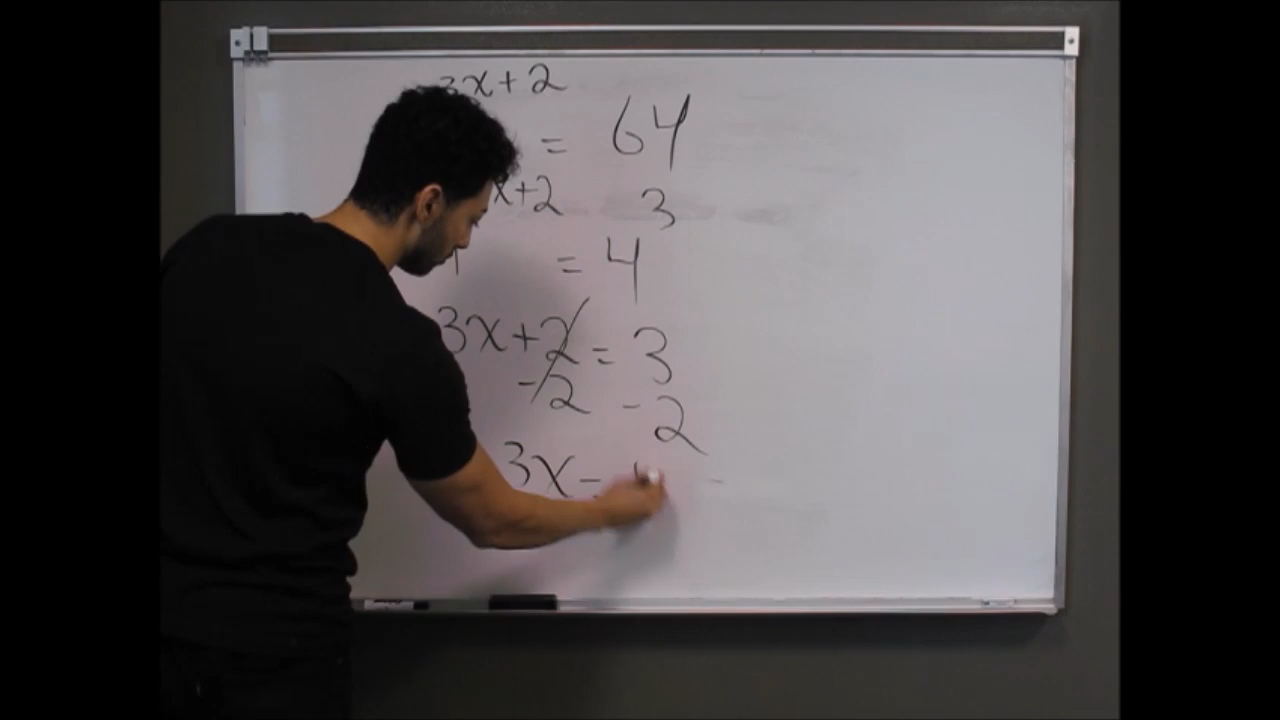 3x+2
= 64
x+2 3
= 4
3x+2 = 3
-2 -2
3x =